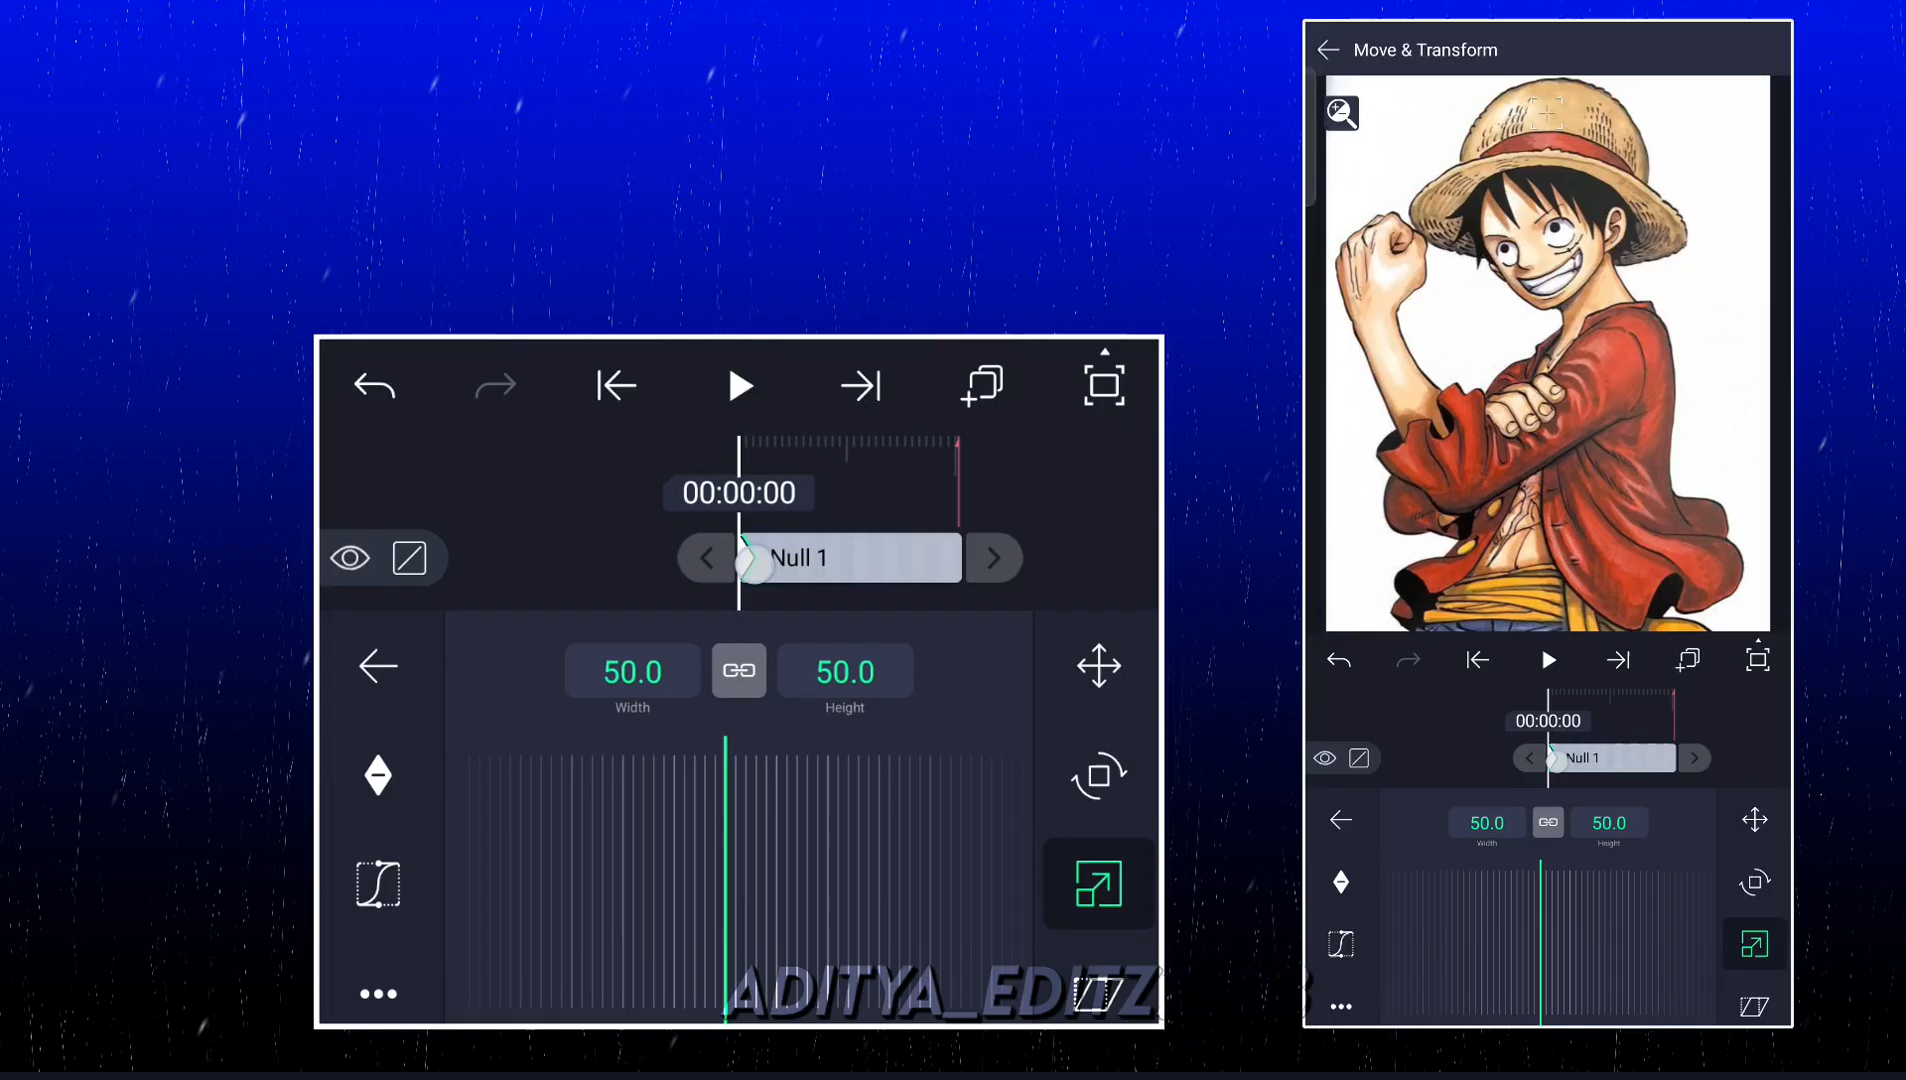 Move & Transform
00:00:00
Null 1
50.0
50.0
Width
Height
ADITYA_EDITZ
00:00:00
Null 1
50.0
50.0
Width
Height